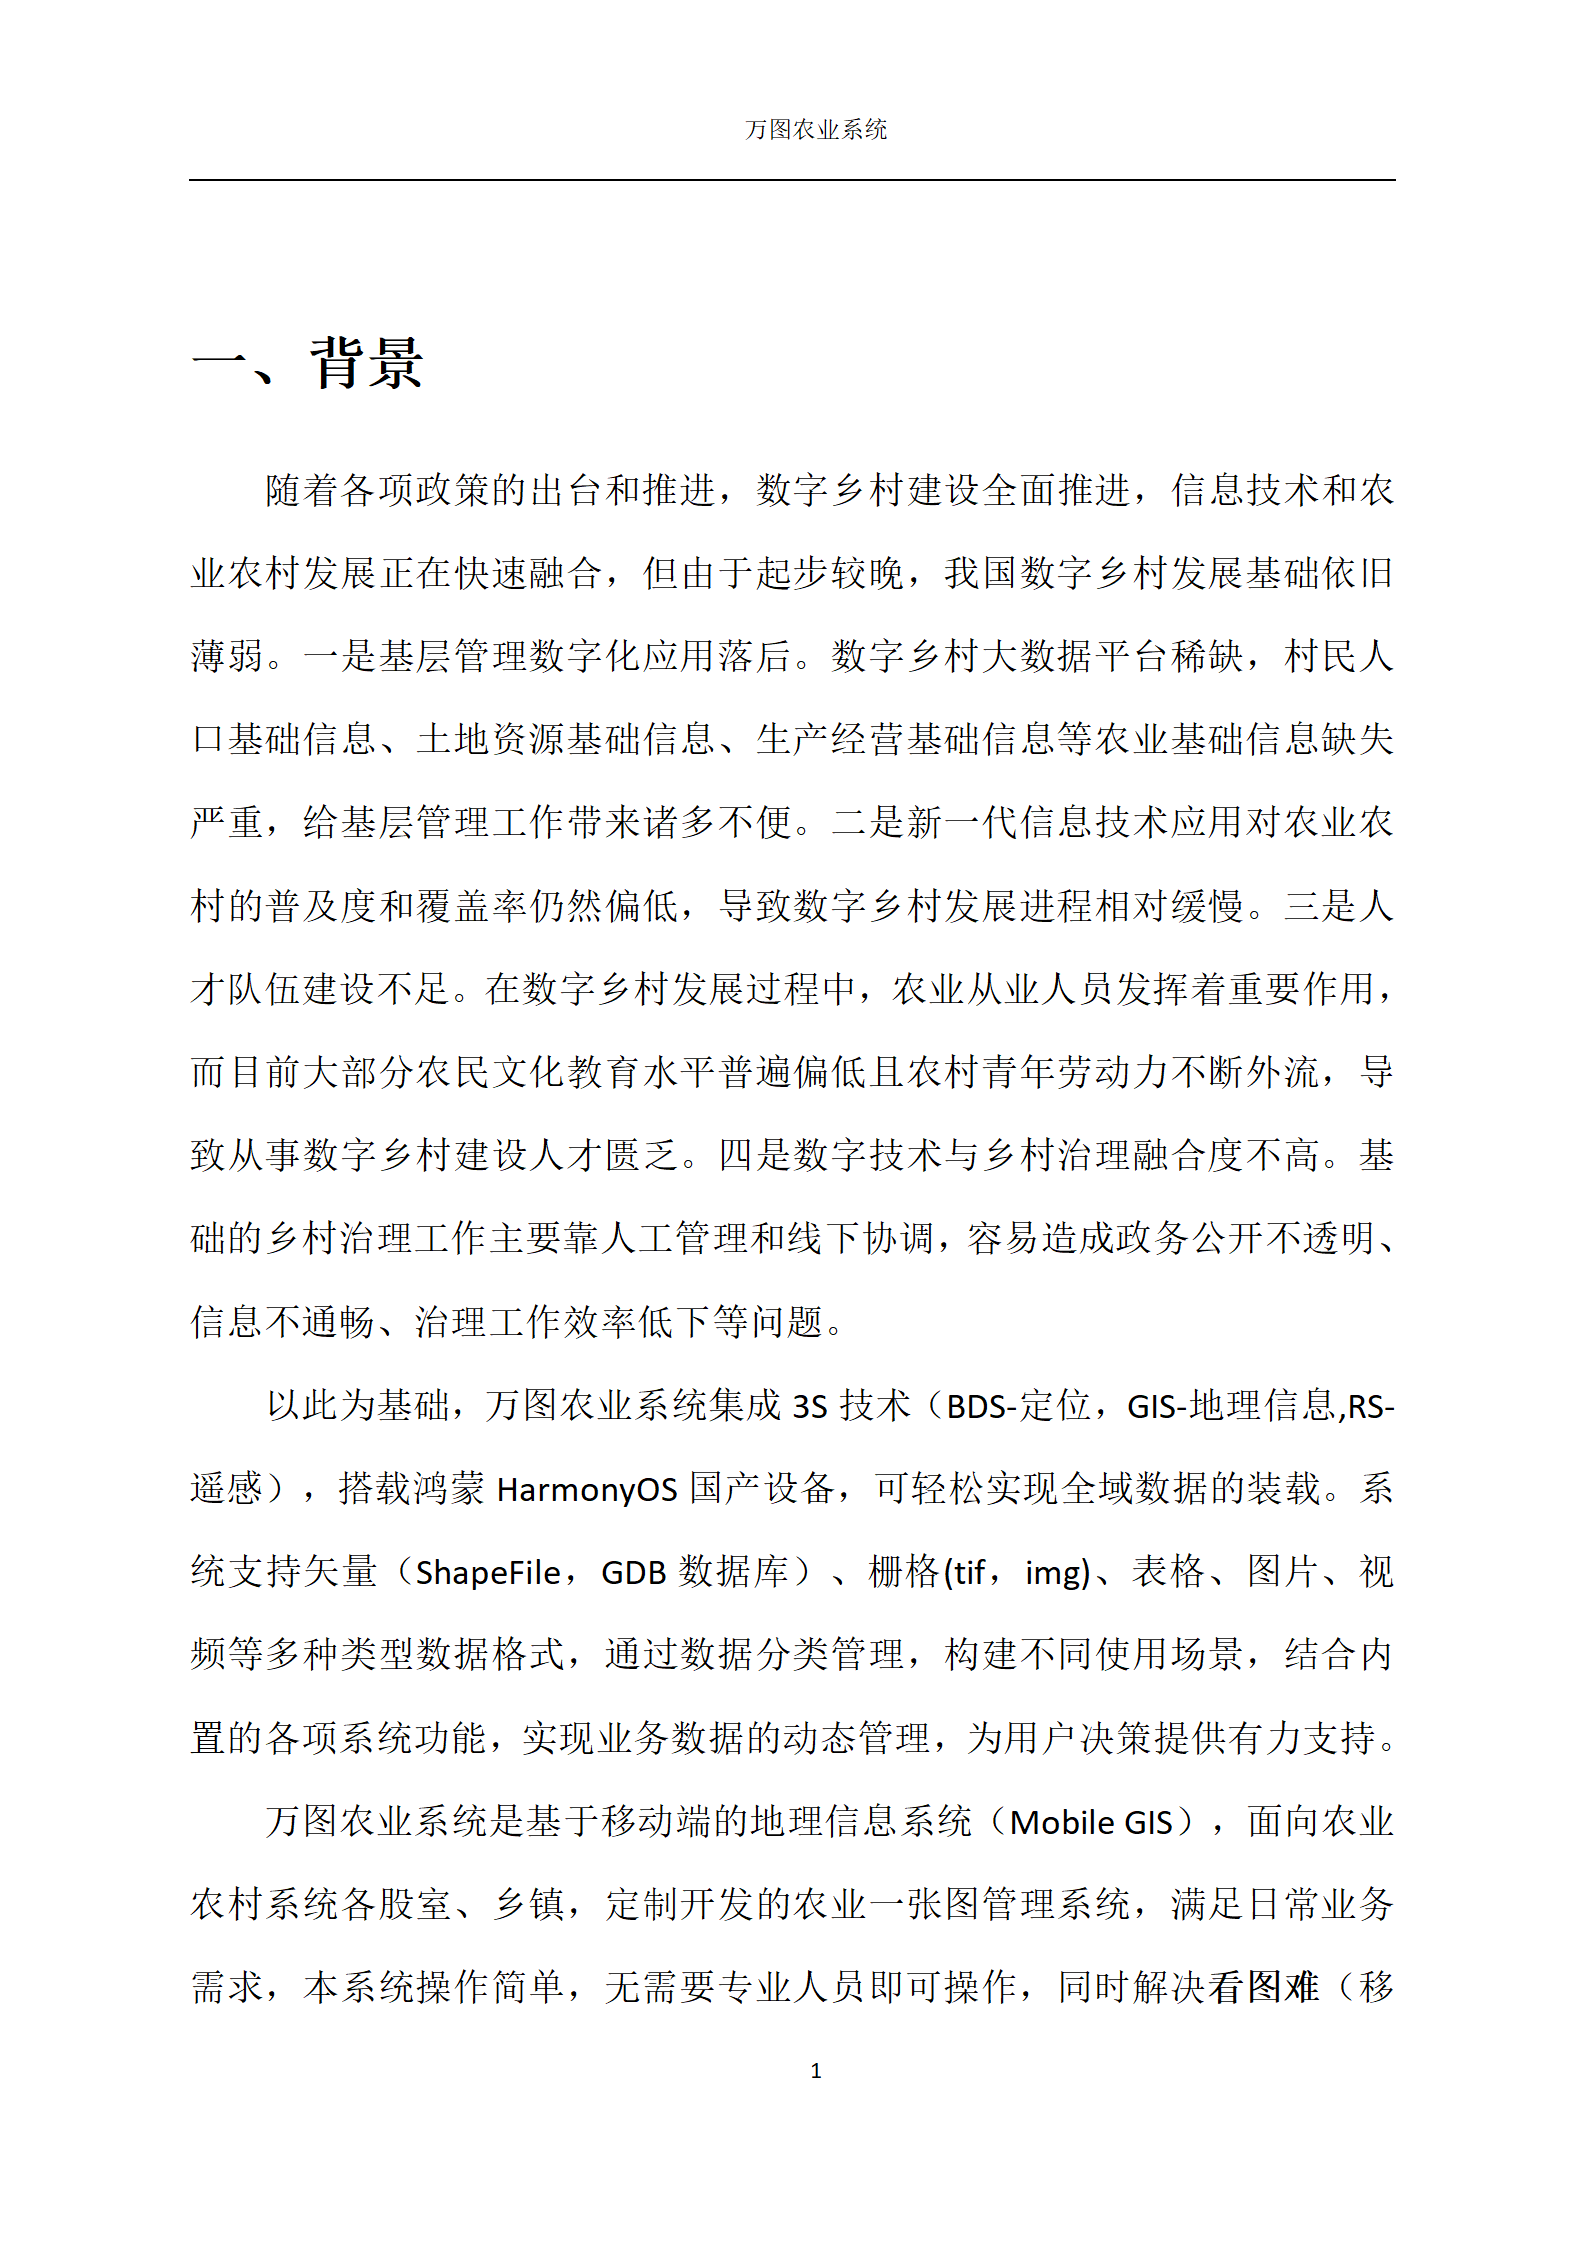 万图农业系统
一、背景
随着各项政策的出台和推进，数字乡村建设全面推进，信息技术和农
业农村发展正在快速融合，但由于起步较晚，我国数字乡村发展基础依旧
薄弱。一是基层管理数字化应用落后。数字乡村大数据平台稀缺，村民人
口基础信息、土地资源基础信息、生产经营基础信息等农业基础信息缺失
严重，给基层管理工作带来诸多不便。二是新一代信息技术应用对农业农
村的普及度和覆盖率仍然偏低，导致数字乡村发展进程相对缓慢。三是人
才队伍建设不足。在数字乡村发展过程中，农业从业人员发挥着重要作用，
而目前大部分农民文化教育水平普遍偏低且农村青年劳动力不断外流，导
致从事数字乡村建设人才匮乏。四是数字技术与乡村治理融合度不高。基
础的乡村治理工作主要靠人工管理和线下协调，容易造成政务公开不透明、
信息不通畅、治理工作效率低下等问题。
以此为基础，万图农业系统集成 3S 技术（BDS-定位，GIS-地理信息,RS-
遥感），搭载鸿蒙 HarmonyOS 国产设备，可轻松实现全域数据的装载。系
统支持矢量（ShapeFile，GDB 数据库）、栅格(tif，img)、表格、图片、视
频等多种类型数据格式，通过数据分类管理，构建不同使用场景，结合内
置的各项系统功能，实现业务数据的动态管理，为用户决策提供有力支持。
万图农业系统是基于移动端的地理信息系统（Mobile GIS），面向农业
农村系统各股室、乡镇，定制开发的农业一张图管理系统，满足日常业务
需求，本系统操作简单，无需要专业人员即可操作，同时解决看图难（移
1